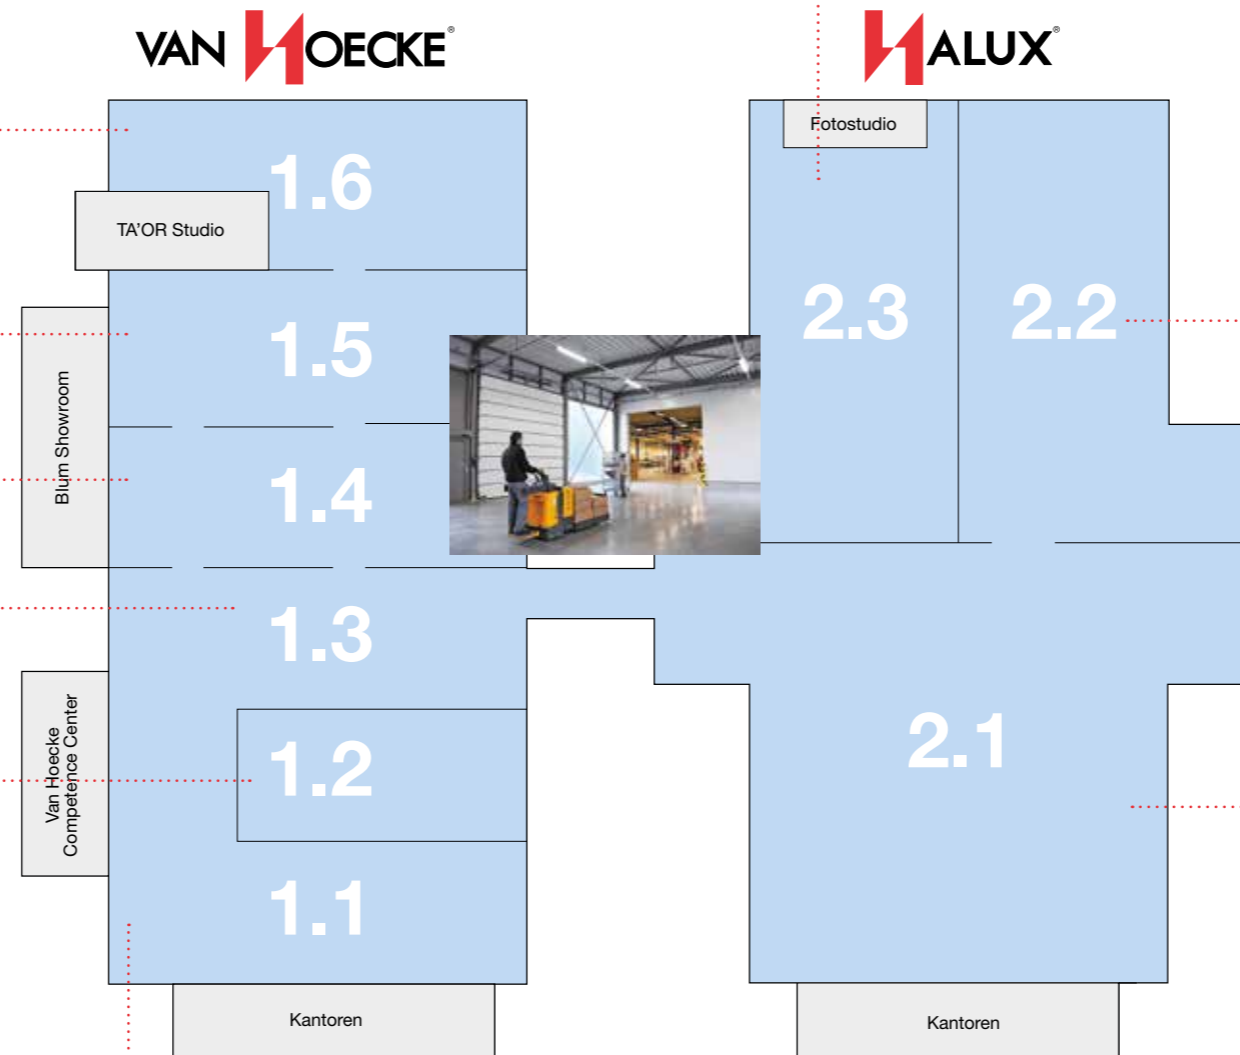 VAN HOECKE®
HALUX®
Fotostudio
1.6
TA’OR Studio
2.3
2.2
1.5
Blum Showroom
1.4
1.3
Van Hoecke
Competence Center
1.2
2.1
1.1
Kantoren
Kantoren